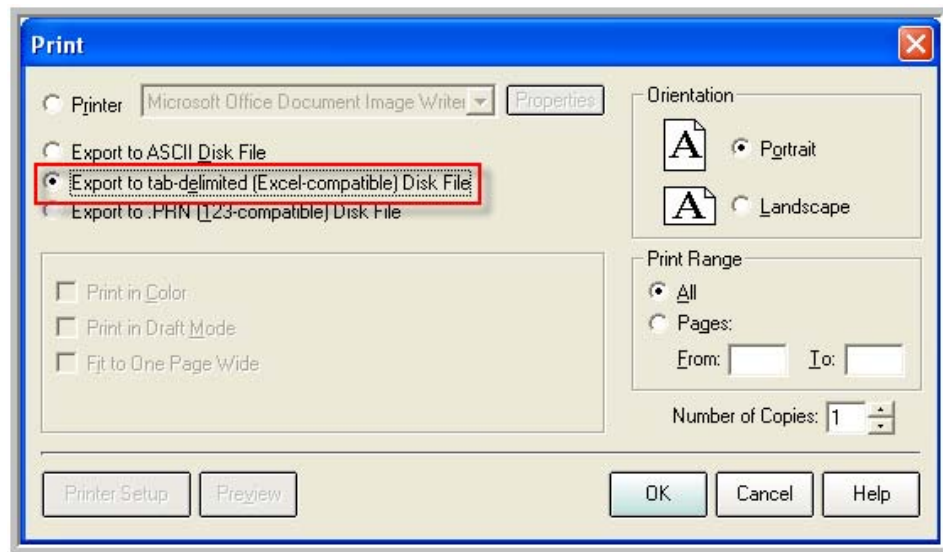 Print
Printer
Microsoft Office Document Image Writer
Properties
Export to ASCII Disk File
Export to tab-delimited (Excel-compatible) Disk File
Export to .PRN (123-compatible) Disk File
Print in Color
Print in Draft Mode
Fit to One Page Wide
Orientation
A
Portrait
A
Landscape
Print Range
All
Pages:
From:
To:
Number of Copies: 1
Printer Setup
Preview
OK
Cancel
Help